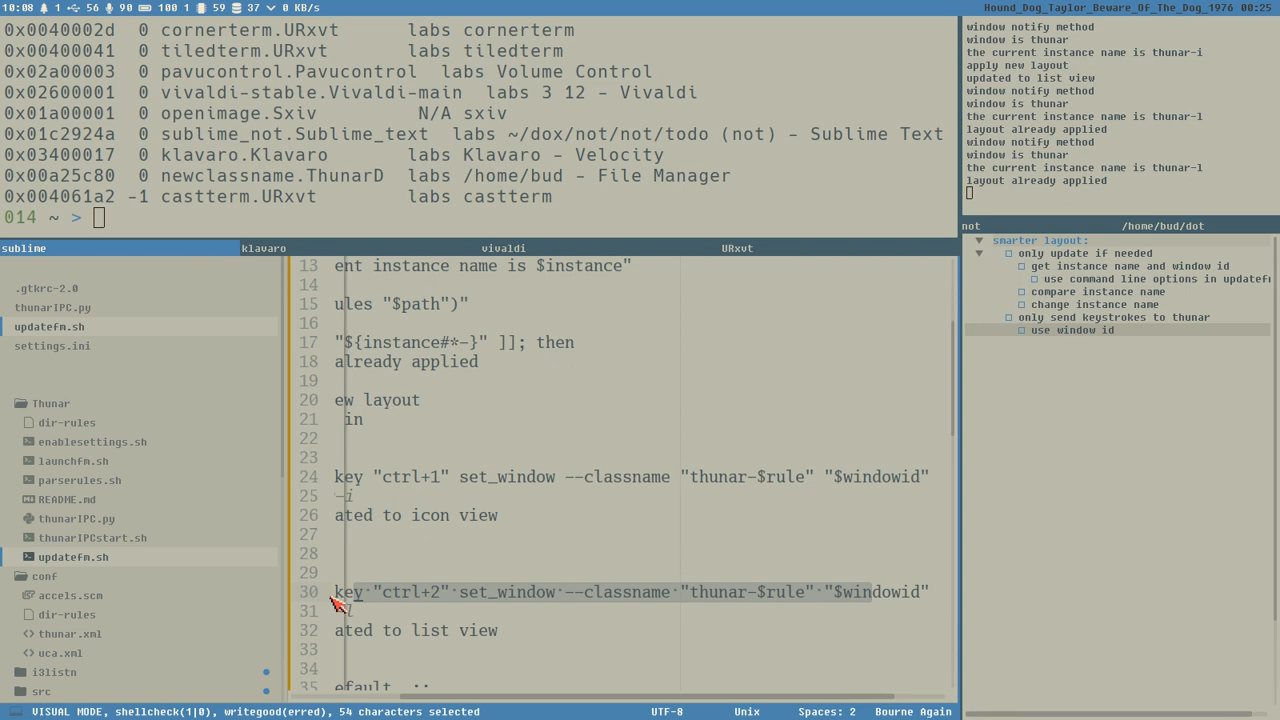 10:08 1 56 90 100 1 59 37 0 KB/s
Hound_Dog_Taylor_Beware_Of_The_Dog_1976 00:25
0x0040002d 0 cornerterm.URxvt labs cornerterm
0x00400041 0 tiledterm.URxvt labs tiledterm
0x02a00003 0 pavucontrol.Pavucontrol labs Volume Control
0x02600001 0 vivaldi-stable.Vivaldi-main labs 3 12 - Vivaldi
0x01a00001 0 openimage.Sxiv N/A sxiv
0x01c2924a 0 sublime_not.Sublime_text labs ~/dox/not/not/todo (not) - Sublime Text
0x03400017 0 klavaro.Klavaro labs Klavaro - Velocity
0x00a25c80 0 newclassname.ThunarD labs /home/bud - File Manager
0x004061a2 -1 castterm.URxvt labs castterm
014 ~ >
window notify method
window is thunar
the current instance name is thunar-i
apply new layout
updated to list view
window notify method
window is thunar
the current instance name is thunar-l
layout already applied
window notify method
window is thunar
the current instance name is thunar-l
layout already applied
not /home/bud/dot
smarter layout:
only update if needed
get instance name and window id
use command line options in updatef
compare instance name
change instance name
only send keystrokes to thunar
use window id
sublime klavaro vivaldi URxvt
.gtkrc-2.0
thunarIPC.py
updatefm.sh
settings.ini
Thunar
dir-rules
enablesettings.sh
launchfm.sh
parserules.sh
README.md
thunarIPC.py
thunarIPCstart.sh
updatefm.sh
conf
accels.scm
dir-rules
thunar.xml
uca.xml
i3listn
src
13 ent instance name is $instance"
14
15 ules "$path")"
16
17 "${instance#*-}" ]]; then
18 already applied
19
20 ew layout
21 in
22
23
24 key "ctrl+1" set_window --classname "thunar-$rule" "$windowid"
25 -i
26 ated to icon view
27
28
29
30 key "ctrl+2" set_window --classname "thunar-$rule" "$windowid"
31 l
32 ated to list view
33
34
35 efault ::
VISUAL MODE, shellcheck(1|0), writegood(erred), 54 characters selected UTF-8 Unix Spaces: 2 Bourne Again